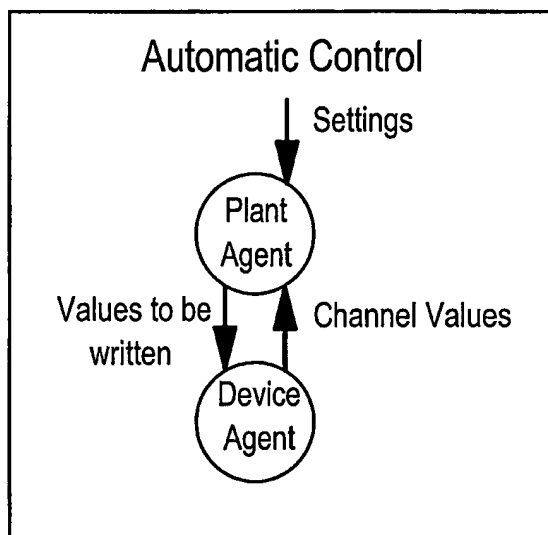 Automatic Control
Settings
Plant
Agent
Values to be
written
Channel Values
Device
Agent